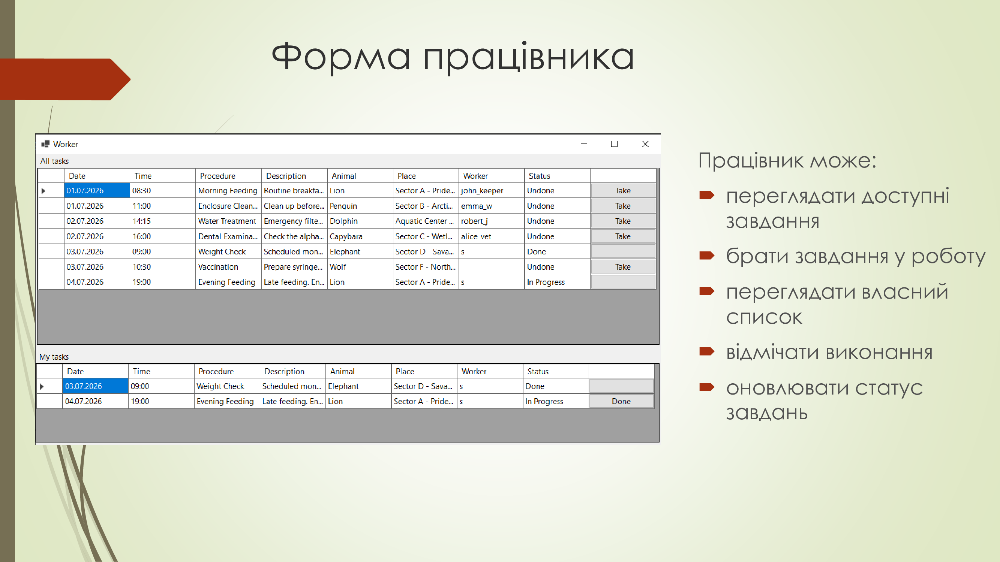 Форма працівника
Worker
All tasks
Date Time Procedure Description Animal Place Worker Status
01.07.2026 08:30 Morning Feeding Routine breakfa... Lion Sector A - Pride... john_keeper Undone Take
01.07.2026 11:00 Enclosure Clean... Clean up before... Penguin Sector B - Arcti... emma_w Undone Take
02.07.2026 14:15 Water Treatment Emergency filte... Dolphin Aquatic Center ... robert_j Undone Take
02.07.2026 16:00 Dental Examina... Check the alpha... Capybara Sector C - Wetl... alice_vet Undone Take
03.07.2026 09:00 Weight Check Scheduled mon... Elephant Sector D - Sava... s Done
03.07.2026 10:30 Vaccination Prepare syringe... Wolf Sector F - North... Undone Take
04.07.2026 19:00 Evening Feeding Late feeding. En... Lion Sector A - Pride... s In Progress
My tasks
Date Time Procedure Description Animal Place Worker Status
03.07.2026 09:00 Weight Check Scheduled mon... Elephant Sector D - Sava... s Done
04.07.2026 19:00 Evening Feeding Late feeding. En... Lion Sector A - Pride... s In Progress Done
Працівник може:
переглядати доступні
завдання
брати завдання у роботу
переглядати власний
список
відмічати виконання
оновлювати статус
завдань